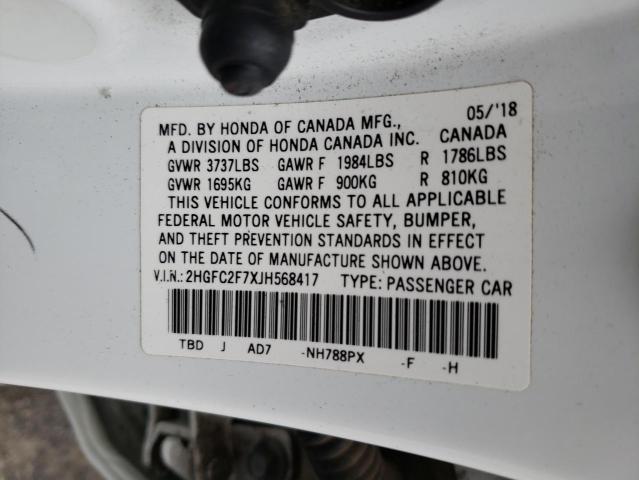 05/'18
MFD. BY HONDA OF CANADA MFG., CANADA
A DIVISION OF HONDA CANADA INC.
GVWR 3737LBS GAWR F 1984LBS R 1786LBS
GVWR 1695KG GAWR F 900KG R 810KG
THIS VEHICLE CONFORMS TO ALL APPLICABLE
FEDERAL MOTOR VEHICLE SAFETY, BUMPER,
AND THEFT PREVENTION STANDARDS IN EFFECT
ON THE DATE OF MANUFACTURE SHOWN ABOVE.
V.I.N.: 2HGFC2F7XJH568417 TYPE: PASSENGER CAR
TBD J AD7 -NH788PX -F -H